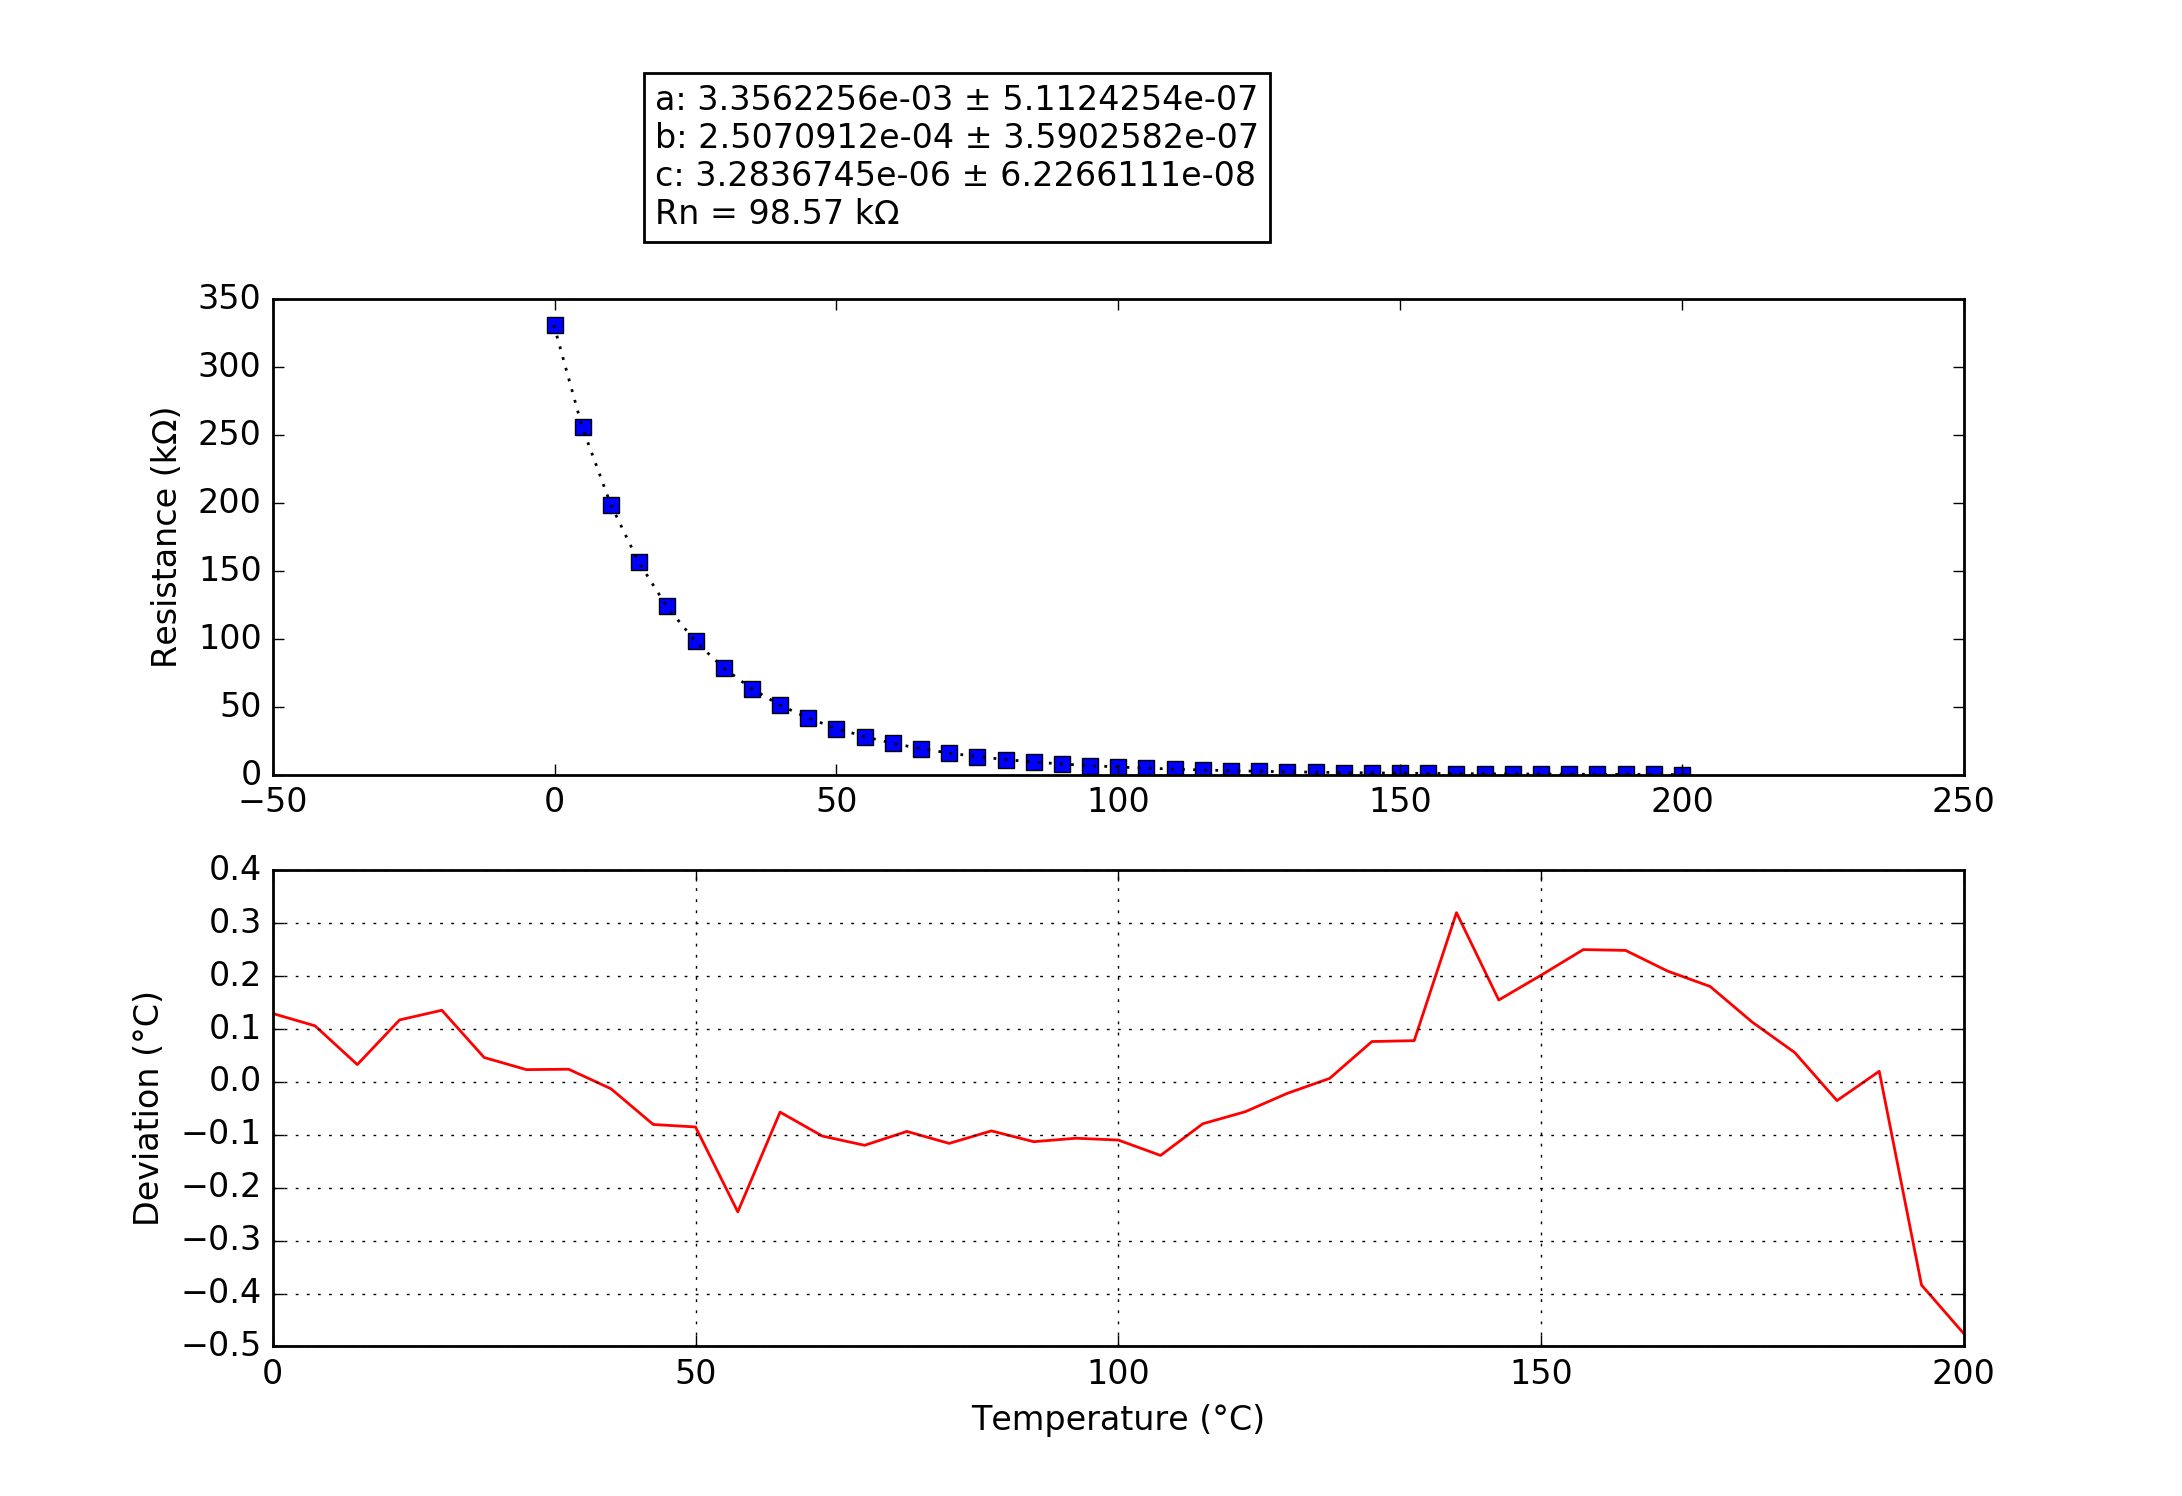 a: 3.3562256e-03 ± 5.1124254e-07
b: 2.5070912e-04 ± 3.5902582e-07
c: 3.2836745e-06 ± 6.2266111e-08
Rn = 98.57 kΩ
350
300
250
200
150
100
50
0
Resistance (kΩ)
−50 0 50 100 150 200 250
0.4
0.3
0.2
0.1
0.0
−0.1
−0.2
−0.3
−0.4
−0.5
Deviation (°C)
0 50 100 150 200
Temperature (°C)